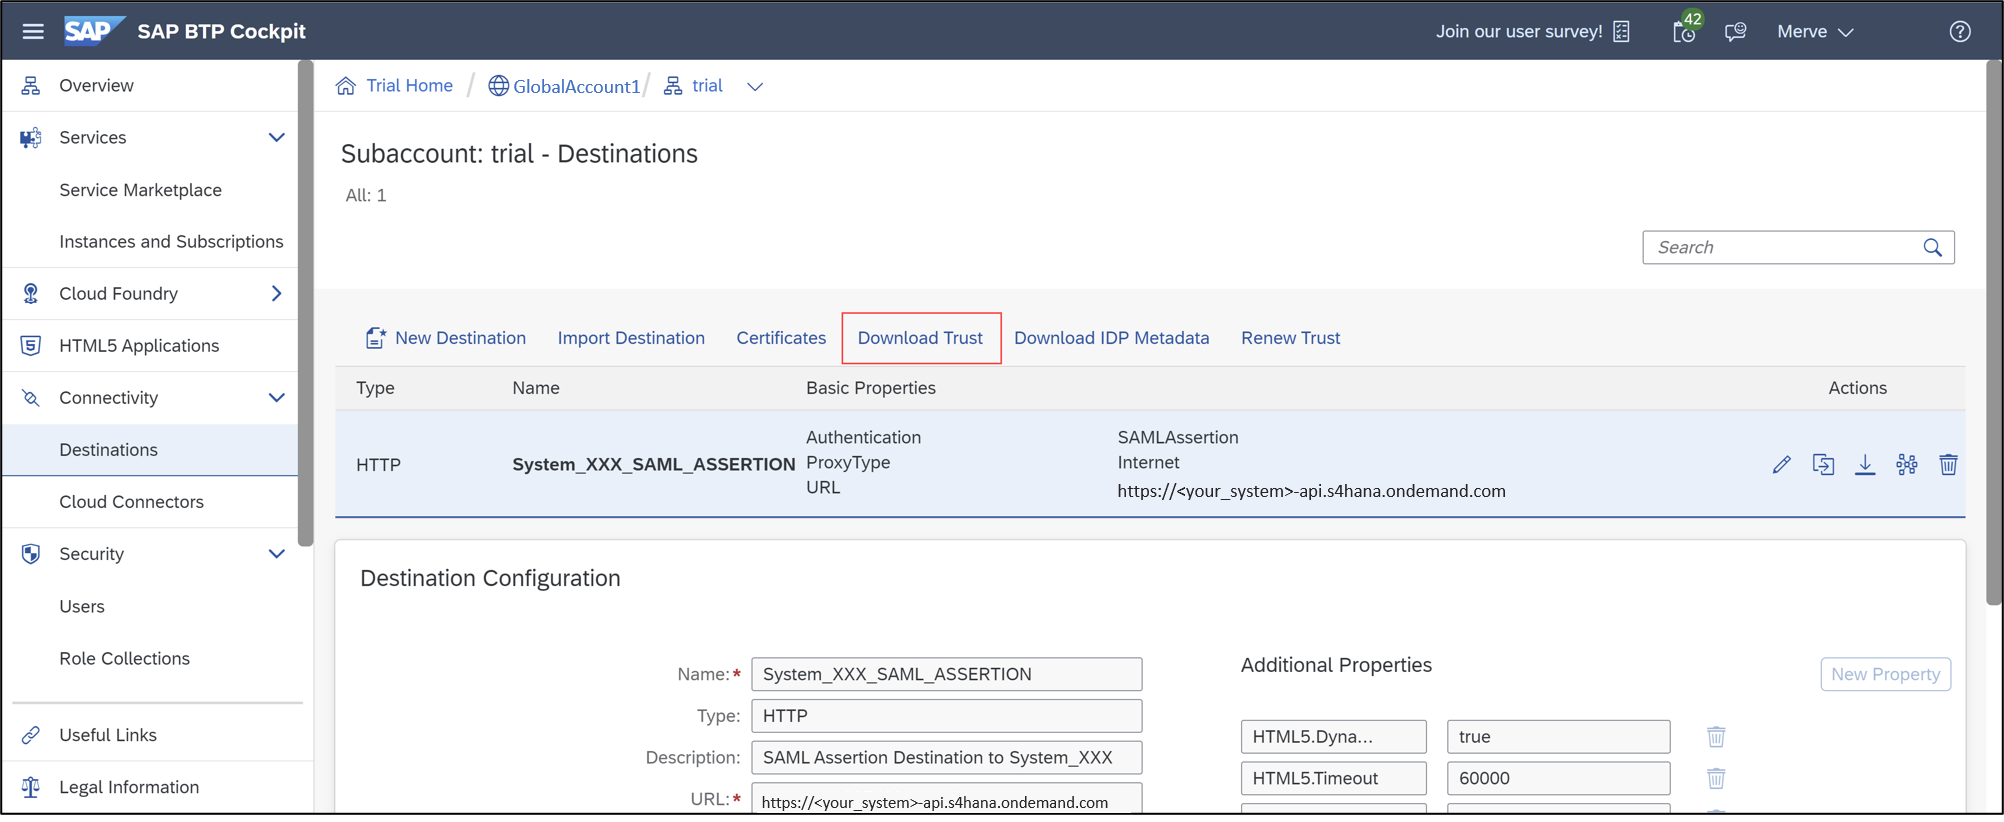 SAP SAP BTP Cockpit
Join our user survey! 42 Merve
Overview
Services
Service Marketplace
Instances and Subscriptions
Cloud Foundry
HTML5 Applications
Connectivity
Destinations
Cloud Connectors
Security
Users
Role Collections
Useful Links
Legal Information
Trial Home / GlobalAccount1 / trial
Subaccount: trial - Destinations
All: 1
Search
New Destination Import Destination Certificates Download Trust Download IDP Metadata Renew Trust
Type Name Basic Properties Actions
HTTP System_XXX_SAML_ASSERTION
Authentication SAMLAssertion
ProxyType Internet
URL https://<your_system>-api.s4hana.ondemand.com
Destination Configuration
Name:* System_XXX_SAML_ASSERTION
Type: HTTP
Description: SAML Assertion Destination to System_XXX
URL:* https://<your_system>-api.s4hana.ondemand.com
Additional Properties New Property
HTML5.Dyna... true
HTML5.Timeout 60000